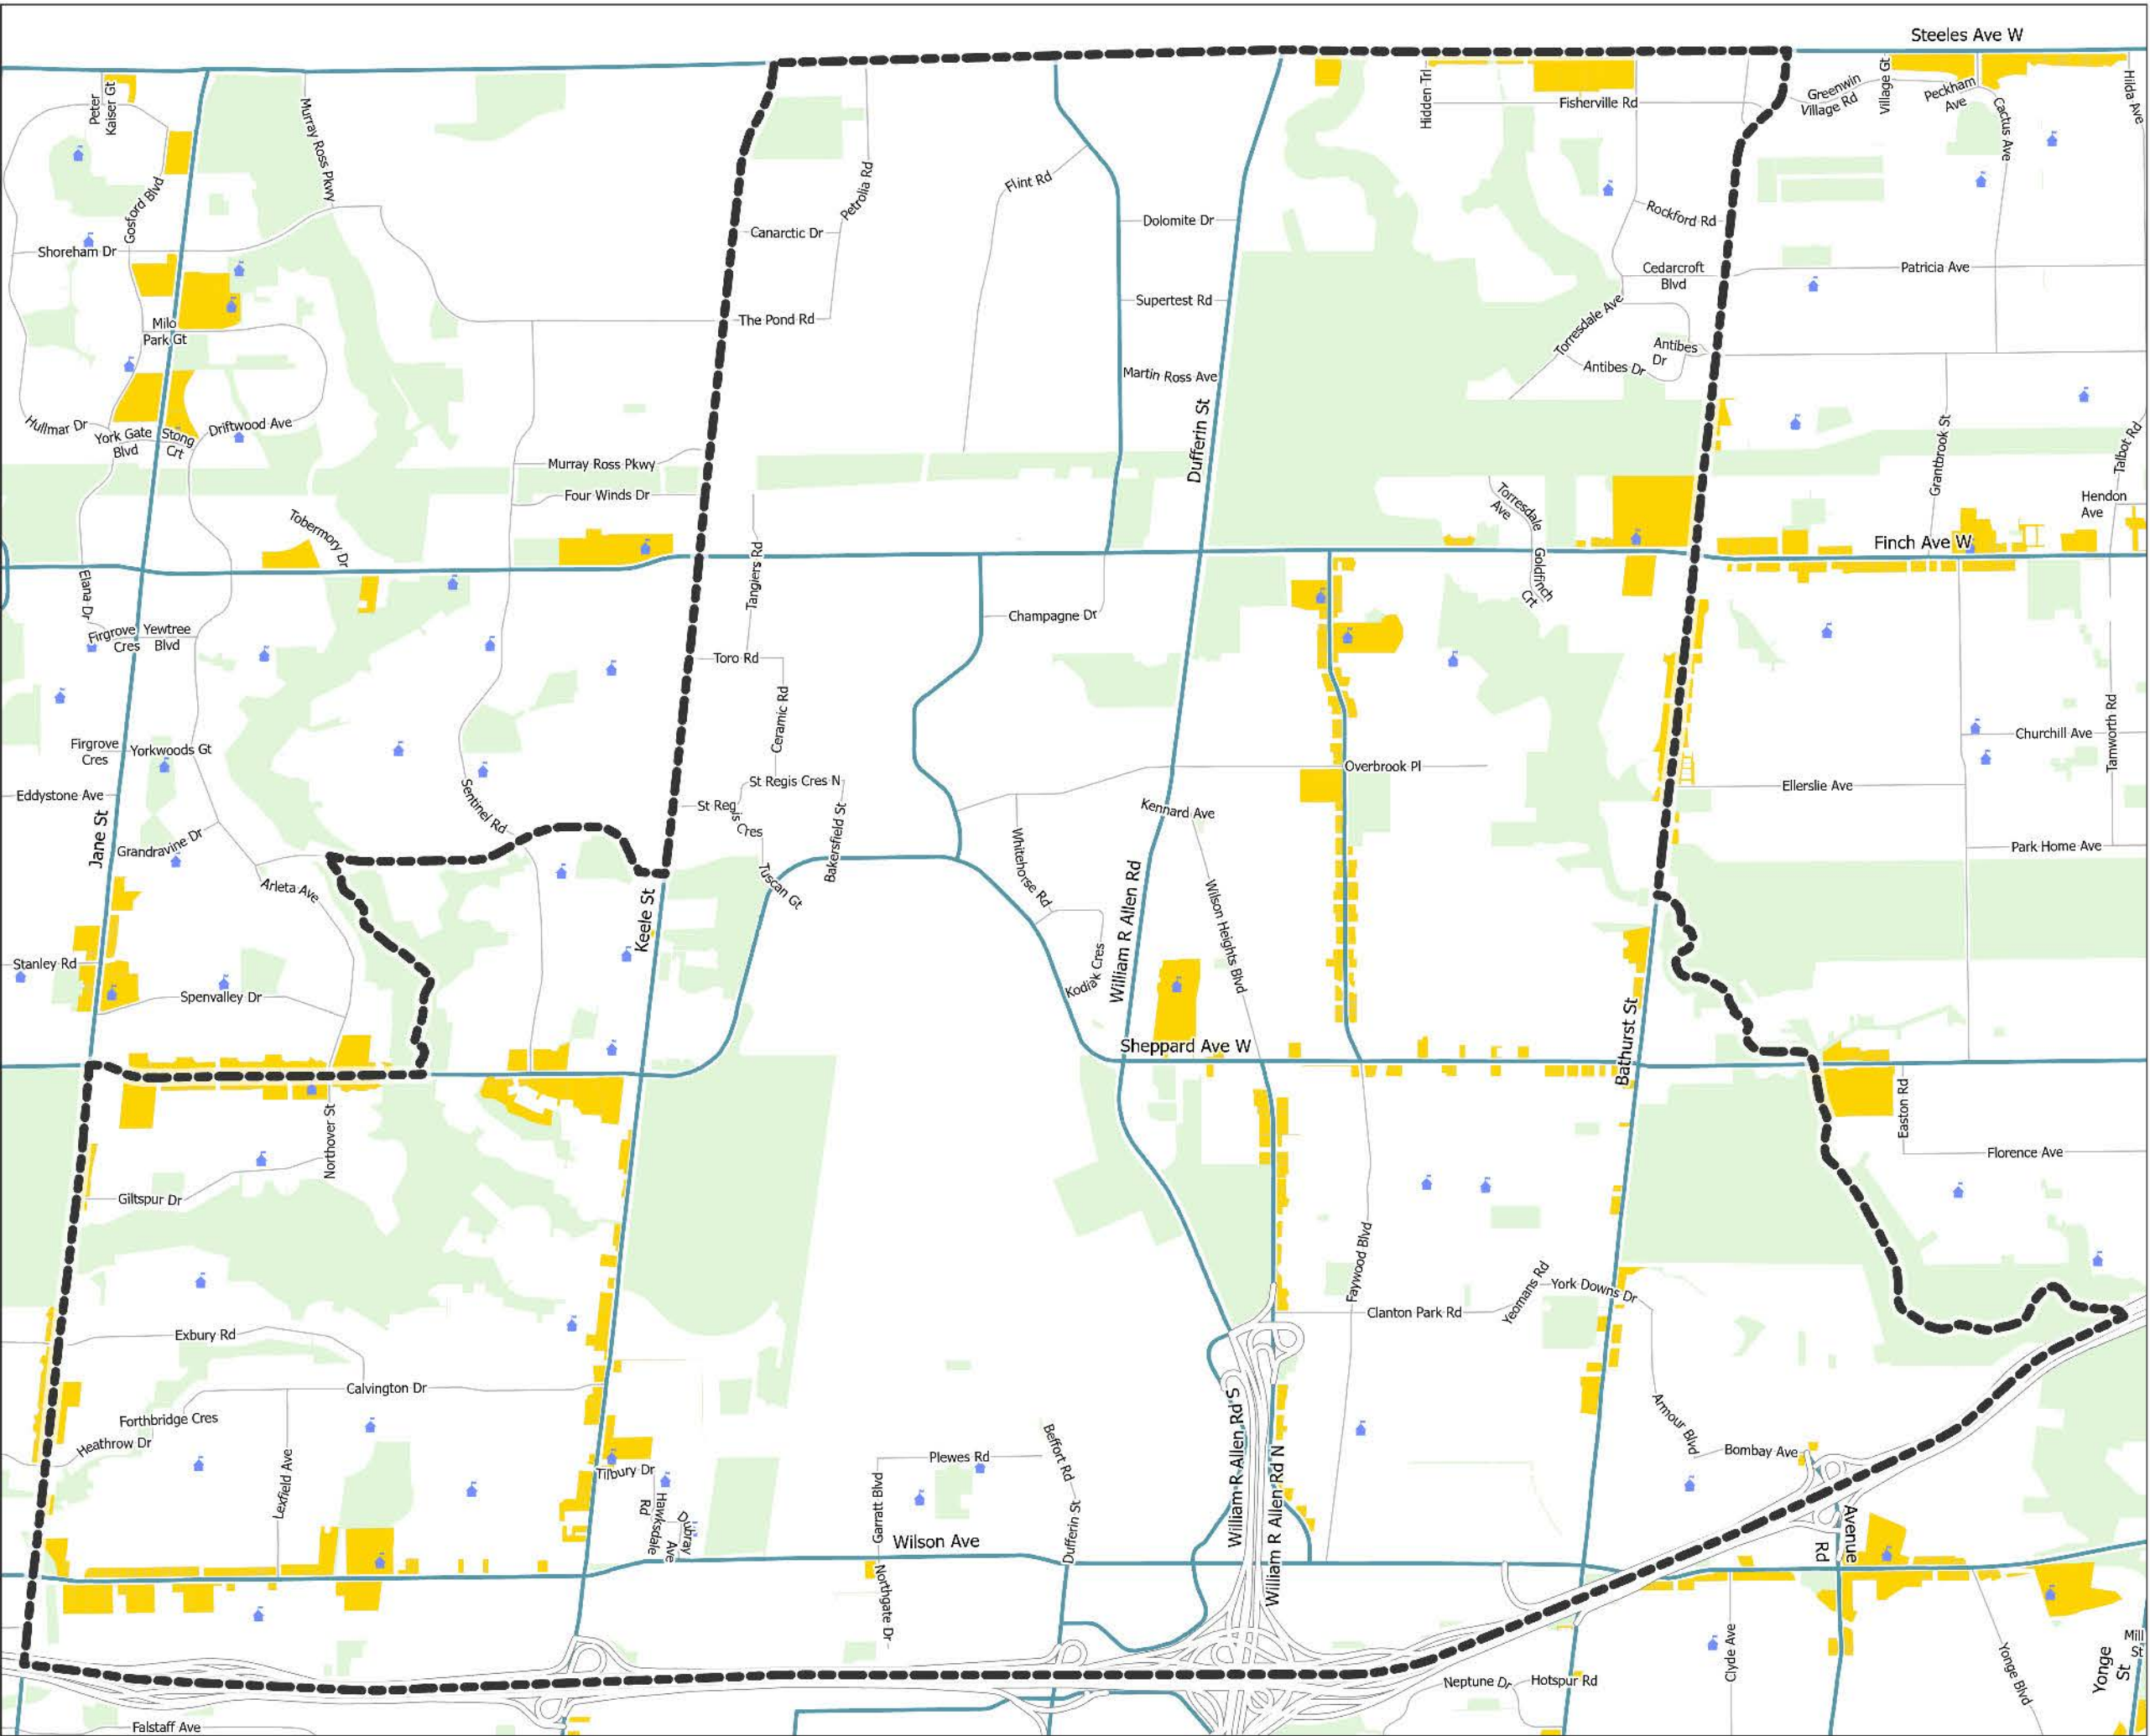 Steeles Ave W
Peter
Kaiser Gt
Murray Ross Pkwy
Hidden Trl
Fisherville Rd
Greenwin
Village Rd
Village Gt
Peckham
Ave
Cactus Ave
Hilda Ave
Gosford Blvd
Petrolia Rd
Flint Rd
Shoreham Dr
Canarctic Dr
Dolomite Dr
Rockford Rd
Cedarcroft
Blvd
Patricia Ave
Milo
Park Gt
The Pond Rd
Supertest Rd
Torresdale Ave
Antibes
Dr
Antibes Dr
Martin Ross Ave
Hullmar Dr
York Gate
Blvd
Stong
Crt
Driftwood Ave
Dufferin St
Grantbrook St
Talbot Rd
Murray Ross Pkwy
Four Winds Dr
Torresdale
Ave
Hendon
Ave
Tobermory Dr
Finch Ave W
Elana Dr
Tangiers Rd
Goldfinch
Crt
Champagne Dr
Firgrove
Cres
Yewtree
Blvd
Toro Rd
Ceramic Rd
Tamworth Rd
Firgrove
Cres
Yorkwoods Gt
Churchill Ave
Overbrook Pl
Eddystone Ave
Sentinel Rd
St Regis Cres N
St Regis
Cres
Bakersfield St
Kennard Ave
Ellerslie Ave
Jane St
Grandravine Dr
Whitehorse Rd
Park Home Ave
Arleta Ave
Tuscan Gt
Keele St
William R Allen Rd
Wilson Heights Blvd
Stanley Rd
Spenvalley Dr
Kodiak Cres
Sheppard Ave W
Bathurst St
Northover St
Easton Rd
Florence Ave
Giltspur Dr
Faywood Blvd
Clanton Park Rd
Yeomans Rd
York Downs Dr
Exbury Rd
Calvington Dr
Forthbridge Cres
Heathrow Dr
Lexfield Ave
Tilbury Dr
Hawksdale
Rd
Dubray
Ave
Garratt Blvd
Plewes Rd
Beffort Rd
Dufferin St
Wilson Ave
Northgate Dr
William R Allen Rd S
William R Allen Rd N
Armour Blvd
Bombay Ave
Avenue
Rd
Neptune Dr
Hotspur Rd
Clyde Ave
Yonge Blvd
Yonge
St
Mill
St
Falstaff Ave